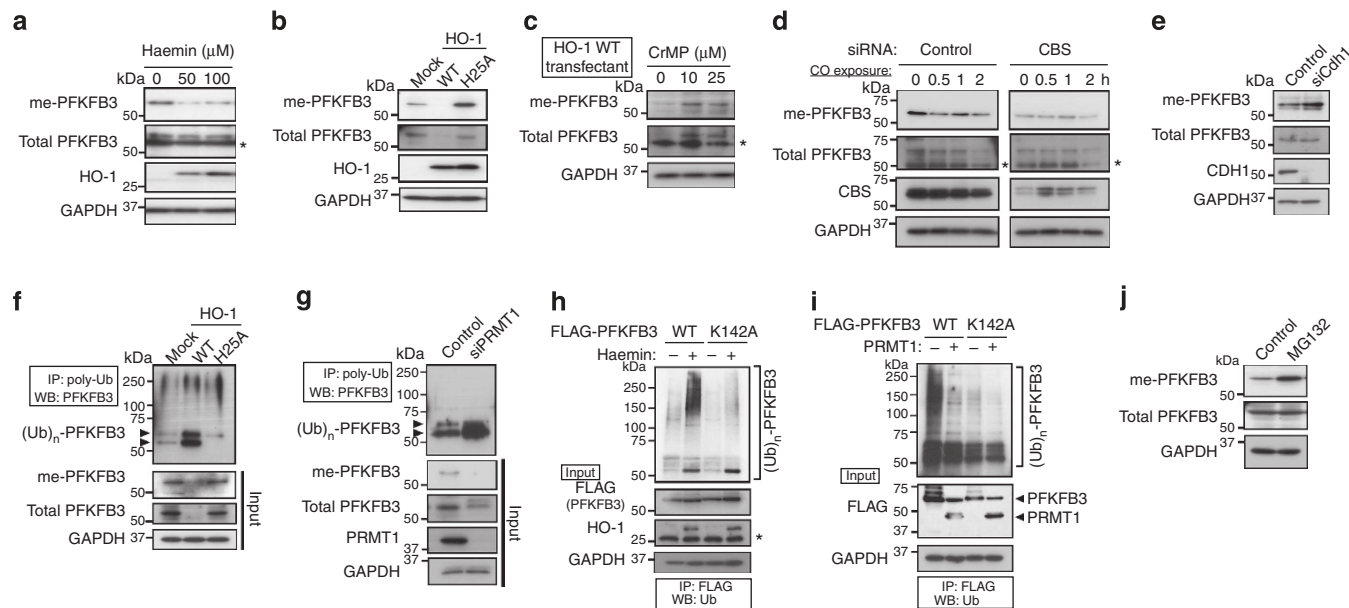 a
Haemin (μM)
kDa 0 50 100
me-PFKFB3
50
Total PFKFB3
50 *
HO-1
25
GAPDH 37
b
HO-1
Mock WT H25A
kDa
me-PFKFB3
50
Total PFKFB3
50
HO-1
25
GAPDH 37
c
HO-1 WT
transfectant
CrMP (μM)
kDa 0 10 25
me-PFKFB3
50
Total PFKFB3
50 *
GAPDH 37
d
siRNA: Control CBS
CO exposure: 0 0.5 1 2 0 0.5 1 2 h
kDa
75
me-PFKFB3
50
75
Total PFKFB3
50 * *
75
CBS
50
37
GAPDH
e
Control siCdh1
kDa
me-PFKFB3
50
Total PFKFB3
50
CDH1 50
GAPDH 37
f
HO-1
Mock WT H25A
kDa
IP: poly-Ub
WB: PFKFB3
250
150
100
75
(Ub)n-PFKFB3
50
me-PFKFB3
50
Total PFKFB3
50
GAPDH 37
Input
g
Control siPRMT1
kDa
IP: poly-Ub
WB: PFKFB3
250
150
100
75
(Ub)n-PFKFB3
50
me-PFKFB3
50
Total PFKFB3
50
PRMT1
37
GAPDH
Input
h
FLAG-PFKFB3 WT K142A
Haemin: – + – +
kDa
250
150
100
75
50
(Ub)n-PFKFB3
Input
FLAG
(PFKFB3)
50
HO-1
25 *
GAPDH 37
IP: FLAG
WB: Ub
i
FLAG-PFKFB3 WT K142A
PRMT1: – + – +
kDa
250
150
100
75
50
(Ub)n-PFKFB3
Input
75
PFKFB3
FLAG
50
PRMT1
37
37
GAPDH
IP: FLAG
WB: Ub
j
Control MG132
kDa
me-PFKFB3
50
Total PFKFB3
50
GAPDH 37